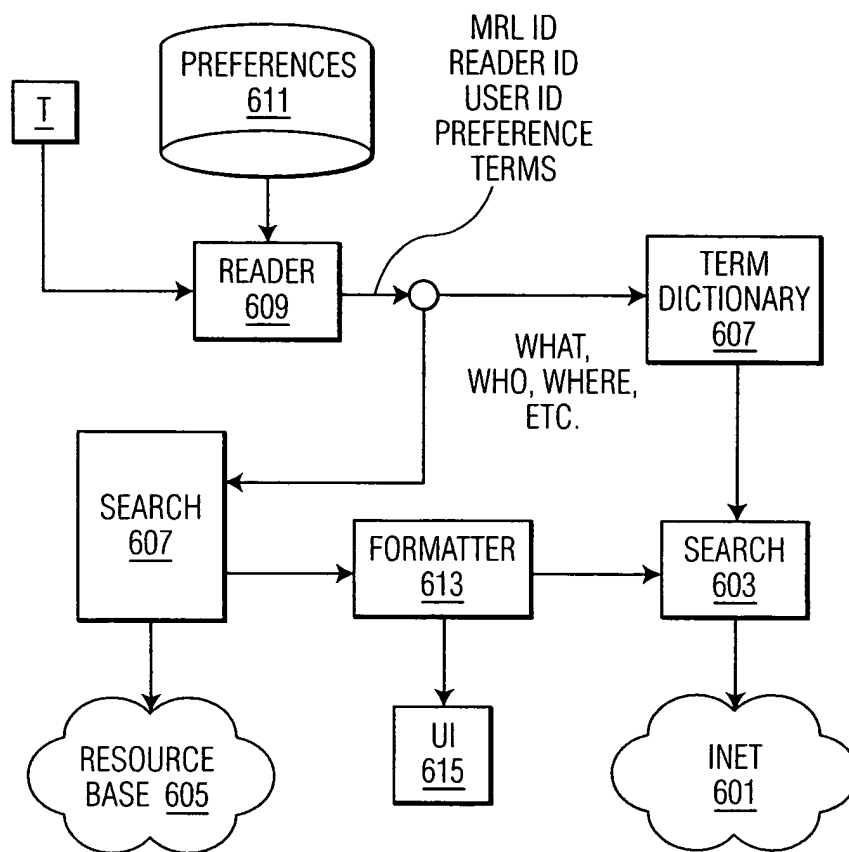 MRL ID
READER ID
USER ID
PREFERENCE
TERMS
PREFERENCES
611
T
READER
609
TERM
DICTIONARY
607
WHAT,
WHO, WHERE,
ETC.
SEARCH
607
FORMATTER
613
SEARCH
603
RESOURCE
BASE 605
UI
615
INET
601